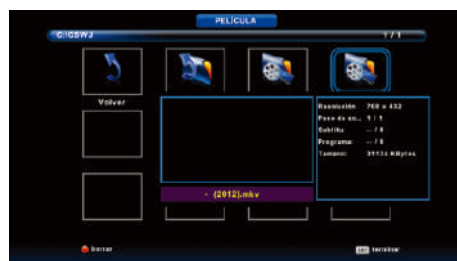 PELÍCULA
C:\GSWJ 1 / 1
Volver
Resolución 768 x 432
Paso de so... 1 / 1
Subtítu -- / 0
Programa: -- / 0
Tamano: 31134 KBytes
- (2012).mkv
borrar terminar